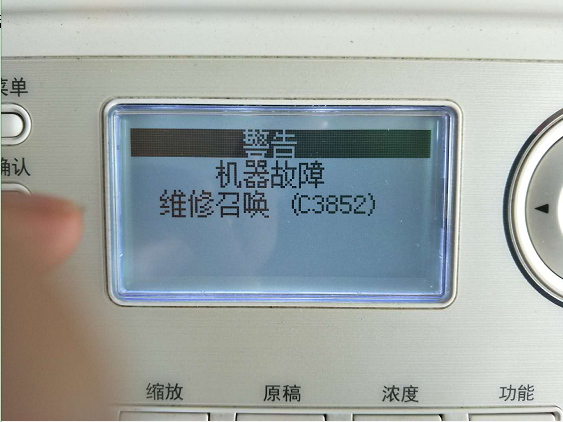 菜单
警告
机器故障
维修召唤 (C3852)
确认
缩放 原稿 浓度 功能